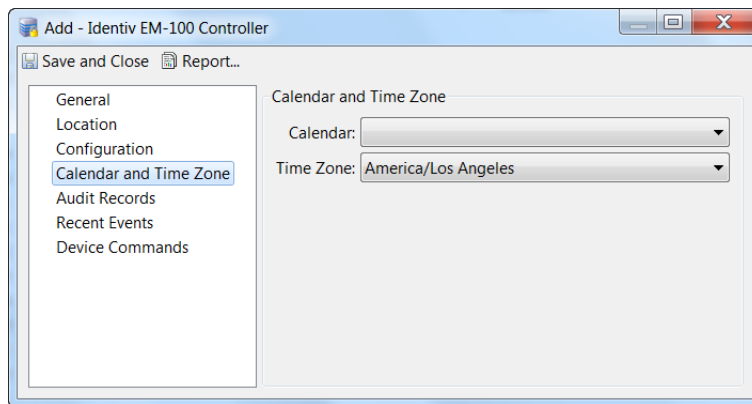 Add - Identiv EM-100 Controller
Save and Close Report...
General
Location
Configuration
Calendar and Time Zone
Audit Records
Recent Events
Device Commands
Calendar and Time Zone
Calendar:
Time Zone: America/Los Angeles